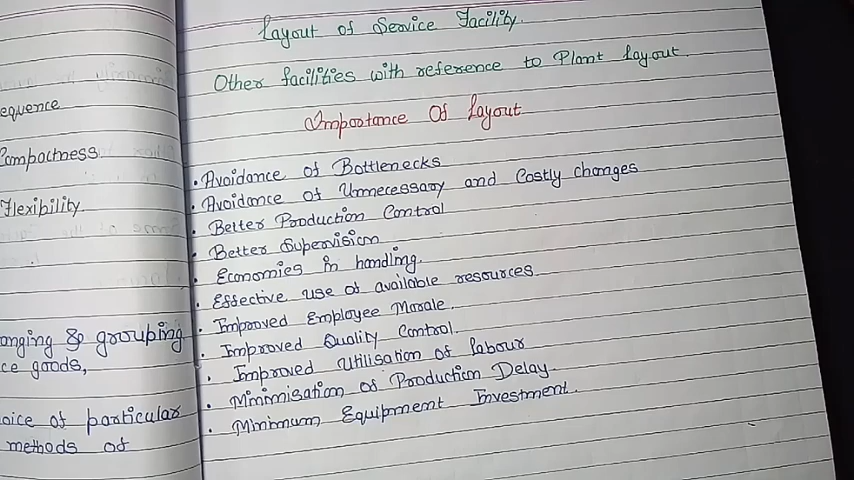 Layout of Service Facility.
Other facilities with reference to Plant layout.
Importance Of Layout
• Avoidance of Bottlenecks
• Avoidance of Unnecessary and Costly changes
• Better Production Control
• Better Supervision
• Economies in handling.
• Effective use of available resources
• Improved Employee Morale.
• Improved Quality Control.
• Improved Utilisation of labour
• Minimisation of Production Delay
• Minimum Equipment Investment.
equence
Compactness.
Flexibility.
anging & grouping
ce goods,
oice of particular
methods of